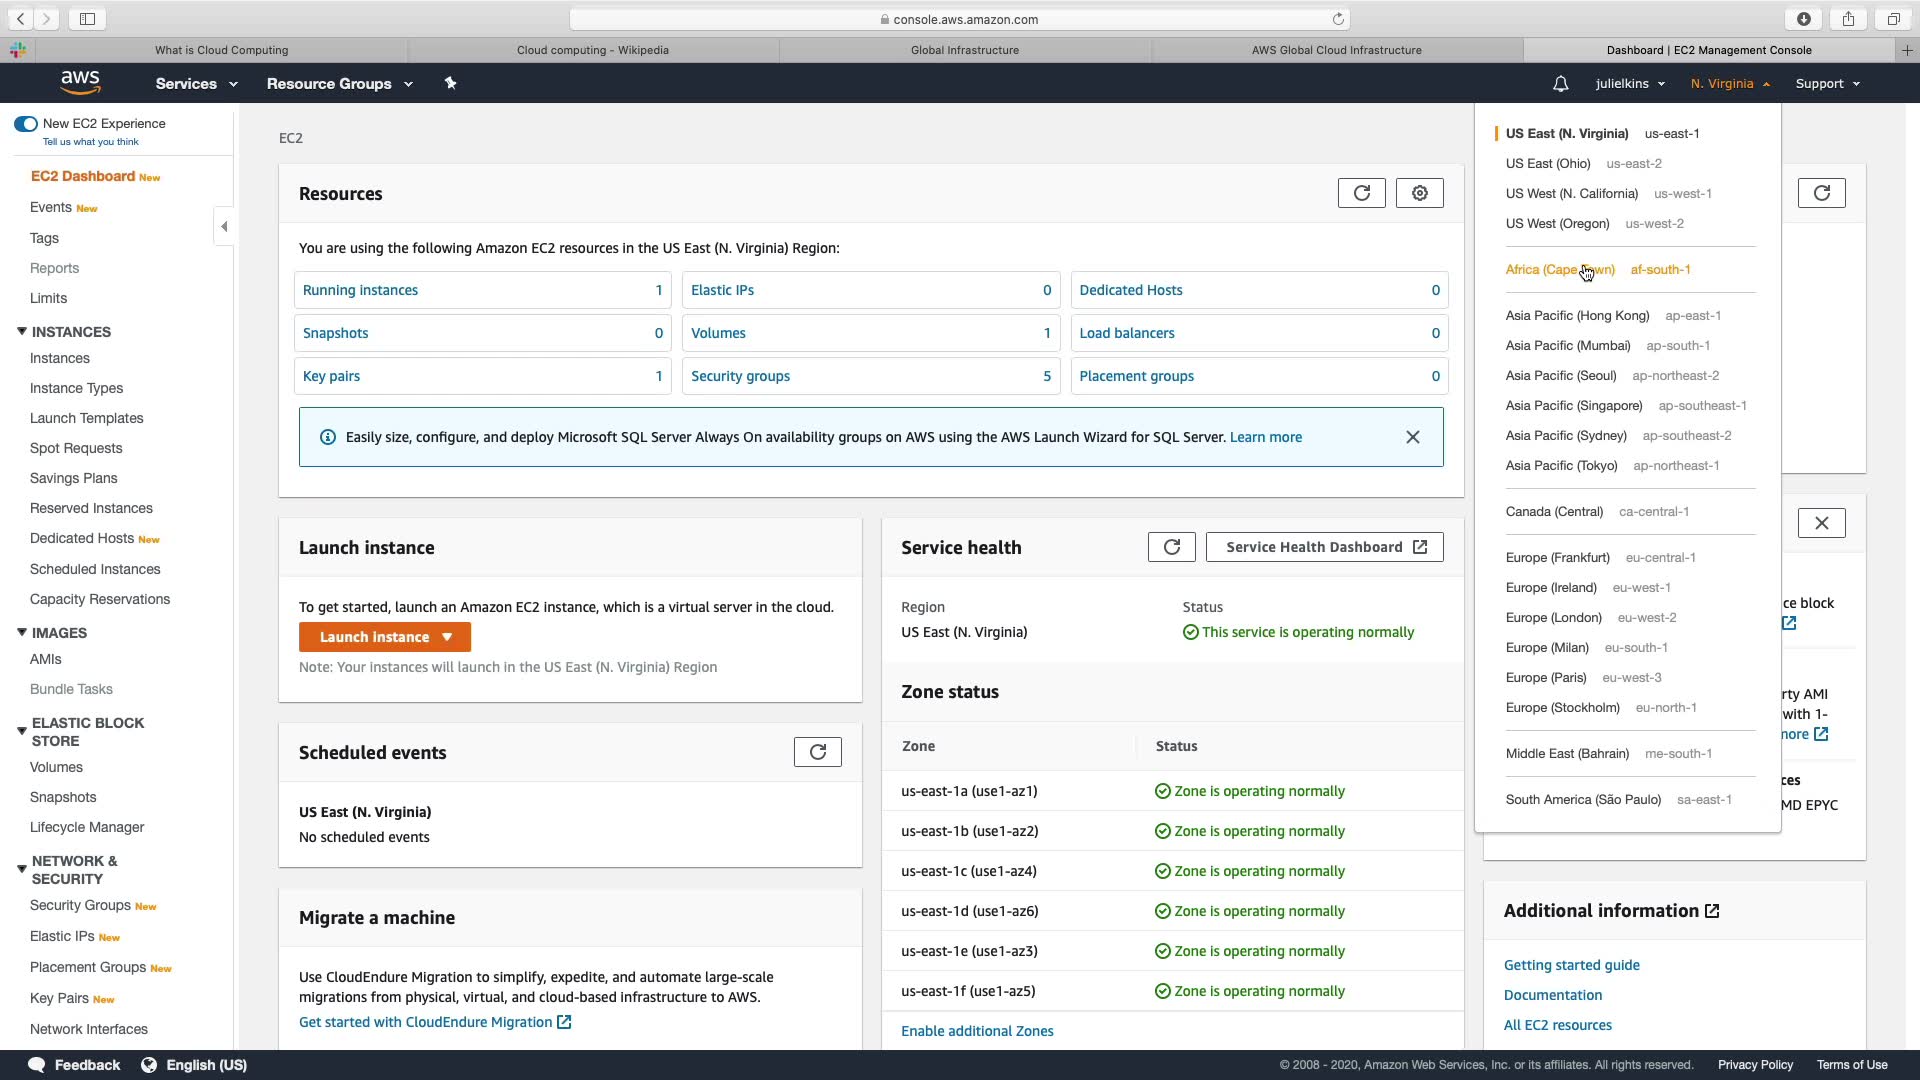 console.aws.amazon.com
What is Cloud Computing
Cloud computing - Wikipedia
Global Infrastructure
AWS Global Cloud Infrastructure
Dashboard | EC2 Management Console
aws
Services
Resource Groups
julielkins
N. Virginia
Support
New EC2 Experience
Tell us what you think
EC2 Dashboard New
Events New
Tags
Reports
Limits
INSTANCES
Instances
Instance Types
Launch Templates
Spot Requests
Savings Plans
Reserved Instances
Dedicated Hosts New
Scheduled Instances
Capacity Reservations
IMAGES
AMIs
Bundle Tasks
ELASTIC BLOCK
STORE
Volumes
Snapshots
Lifecycle Manager
NETWORK &
SECURITY
Security Groups New
Elastic IPs New
Placement Groups New
Key Pairs New
Network Interfaces
EC2
Resources
You are using the following Amazon EC2 resources in the US East (N. Virginia) Region:
Running instances 1
Elastic IPs 0
Dedicated Hosts 0
Snapshots 0
Volumes 1
Load balancers 0
Key pairs 1
Security groups 5
Placement groups 0
Easily size, configure, and deploy Microsoft SQL Server Always On availability groups on AWS using the AWS Launch Wizard for SQL Server. Learn more
Launch instance
To get started, launch an Amazon EC2 instance, which is a virtual server in the cloud.
Launch instance
Note: Your instances will launch in the US East (N. Virginia) Region
Scheduled events
US East (N. Virginia)
No scheduled events
Migrate a machine
Use CloudEndure Migration to simplify, expedite, and automate large-scale
migrations from physical, virtual, and cloud-based infrastructure to AWS.
Get started with CloudEndure Migration
Service health
Service Health Dashboard
Region
Status
US East (N. Virginia)
This service is operating normally
Zone status
Zone
Status
us-east-1a (use1-az1) Zone is operating normally
us-east-1b (use1-az2) Zone is operating normally
us-east-1c (use1-az4) Zone is operating normally
us-east-1d (use1-az6) Zone is operating normally
us-east-1e (use1-az3) Zone is operating normally
us-east-1f (use1-az5) Zone is operating normally
Enable additional Zones
US East (N. Virginia) us-east-1
US East (Ohio) us-east-2
US West (N. California) us-west-1
US West (Oregon) us-west-2
Africa (Cape Town) af-south-1
Asia Pacific (Hong Kong) ap-east-1
Asia Pacific (Mumbai) ap-south-1
Asia Pacific (Seoul) ap-northeast-2
Asia Pacific (Singapore) ap-southeast-1
Asia Pacific (Sydney) ap-southeast-2
Asia Pacific (Tokyo) ap-northeast-1
Canada (Central) ca-central-1
Europe (Frankfurt) eu-central-1
Europe (Ireland) eu-west-1
Europe (London) eu-west-2
Europe (Milan) eu-south-1
Europe (Paris) eu-west-3
Europe (Stockholm) eu-north-1
Middle East (Bahrain) me-south-1
South America (São Paulo) sa-east-1
ce block
rty AMI
with 1-
more
ces
MD EPYC
Additional information
Getting started guide
Documentation
All EC2 resources
Feedback
English (US)
© 2008 - 2020, Amazon Web Services, Inc. or its affiliates. All rights reserved.
Privacy Policy
Terms of Use